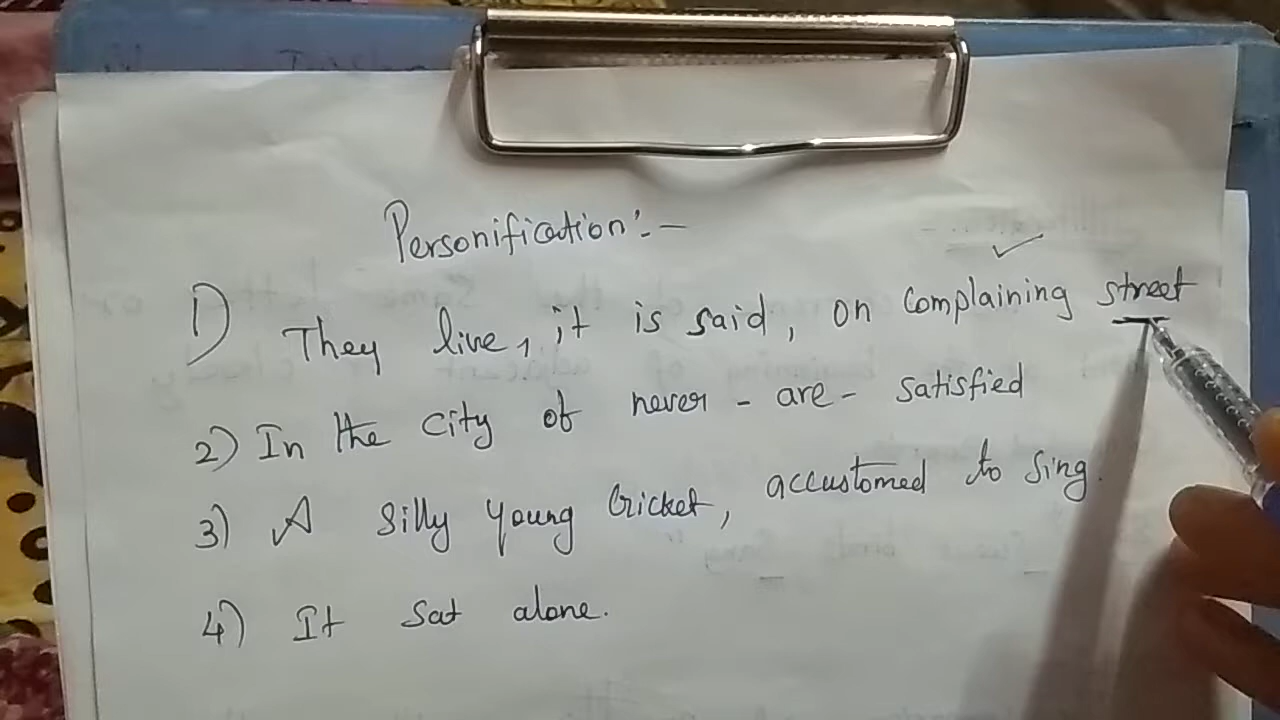 Personification:-
1) They live, it is said, on complaining street
2) In the city of never-are-satisfied
3) A silly young cricket, accustomed to sing.
4) It sat alone.